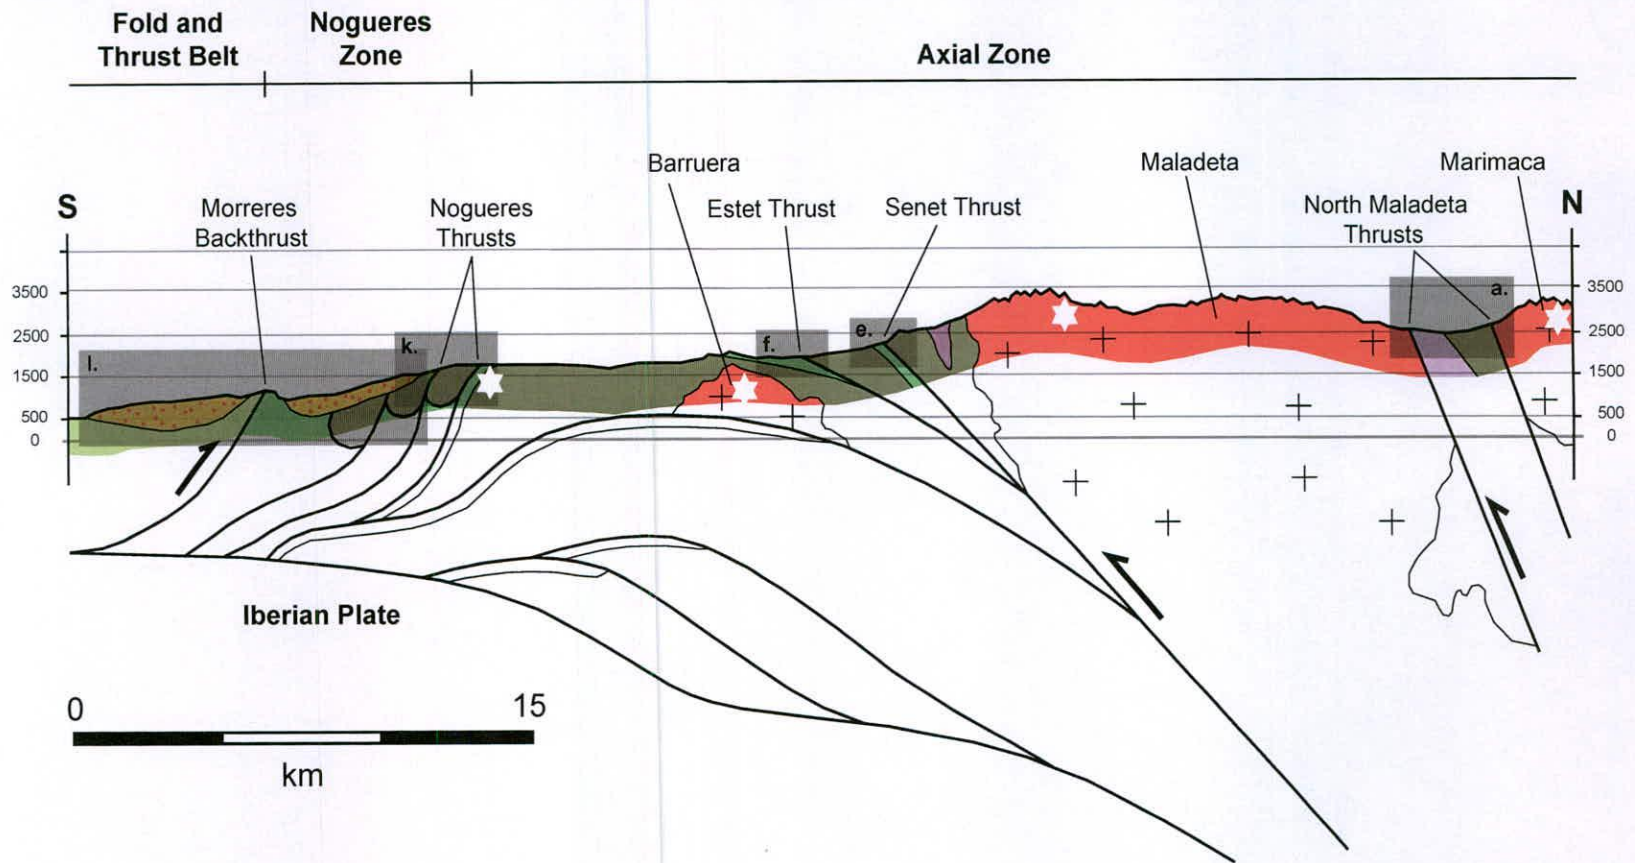 Fold and
Thrust Belt
Nogueres
Zone
Axial Zone
Barruera
Maladeta
Marimaca
S
Morreres
Backthrust
Nogueres
Thrusts
Estet Thrust
Senet Thrust
North Maladeta
Thrusts
N
3500
2500
1500
500
0
l.
k.
f.
e.
a.
3500
2500
1500
500
0
Iberian Plate
0
15
km